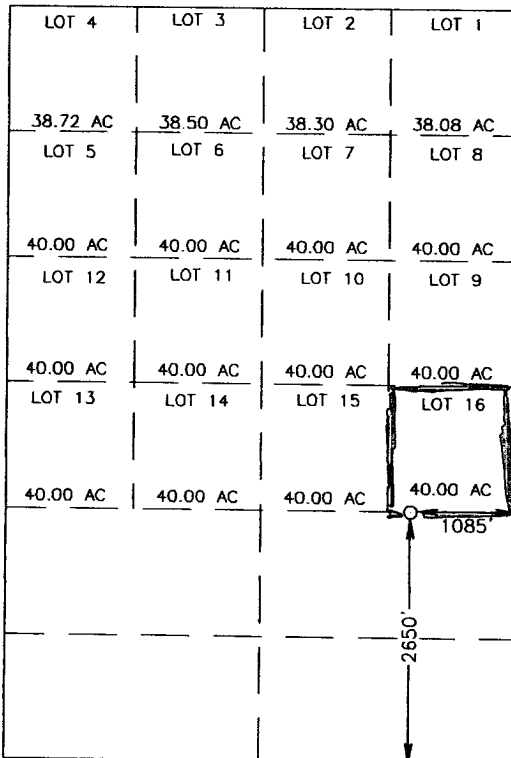 LOT 4 LOT 3 LOT 2 LOT 1
38.72 AC 38.50 AC 38.30 AC 38.08 AC
LOT 5 LOT 6 LOT 7 LOT 8
40.00 AC 40.00 AC 40.00 AC 40.00 AC
LOT 12 LOT 11 LOT 10 LOT 9
40.00 AC 40.00 AC 40.00 AC 40.00 AC
LOT 13 LOT 14 LOT 15 LOT 16
40.00 AC 40.00 AC 40.00 AC 40.00 AC
1085'
2650'